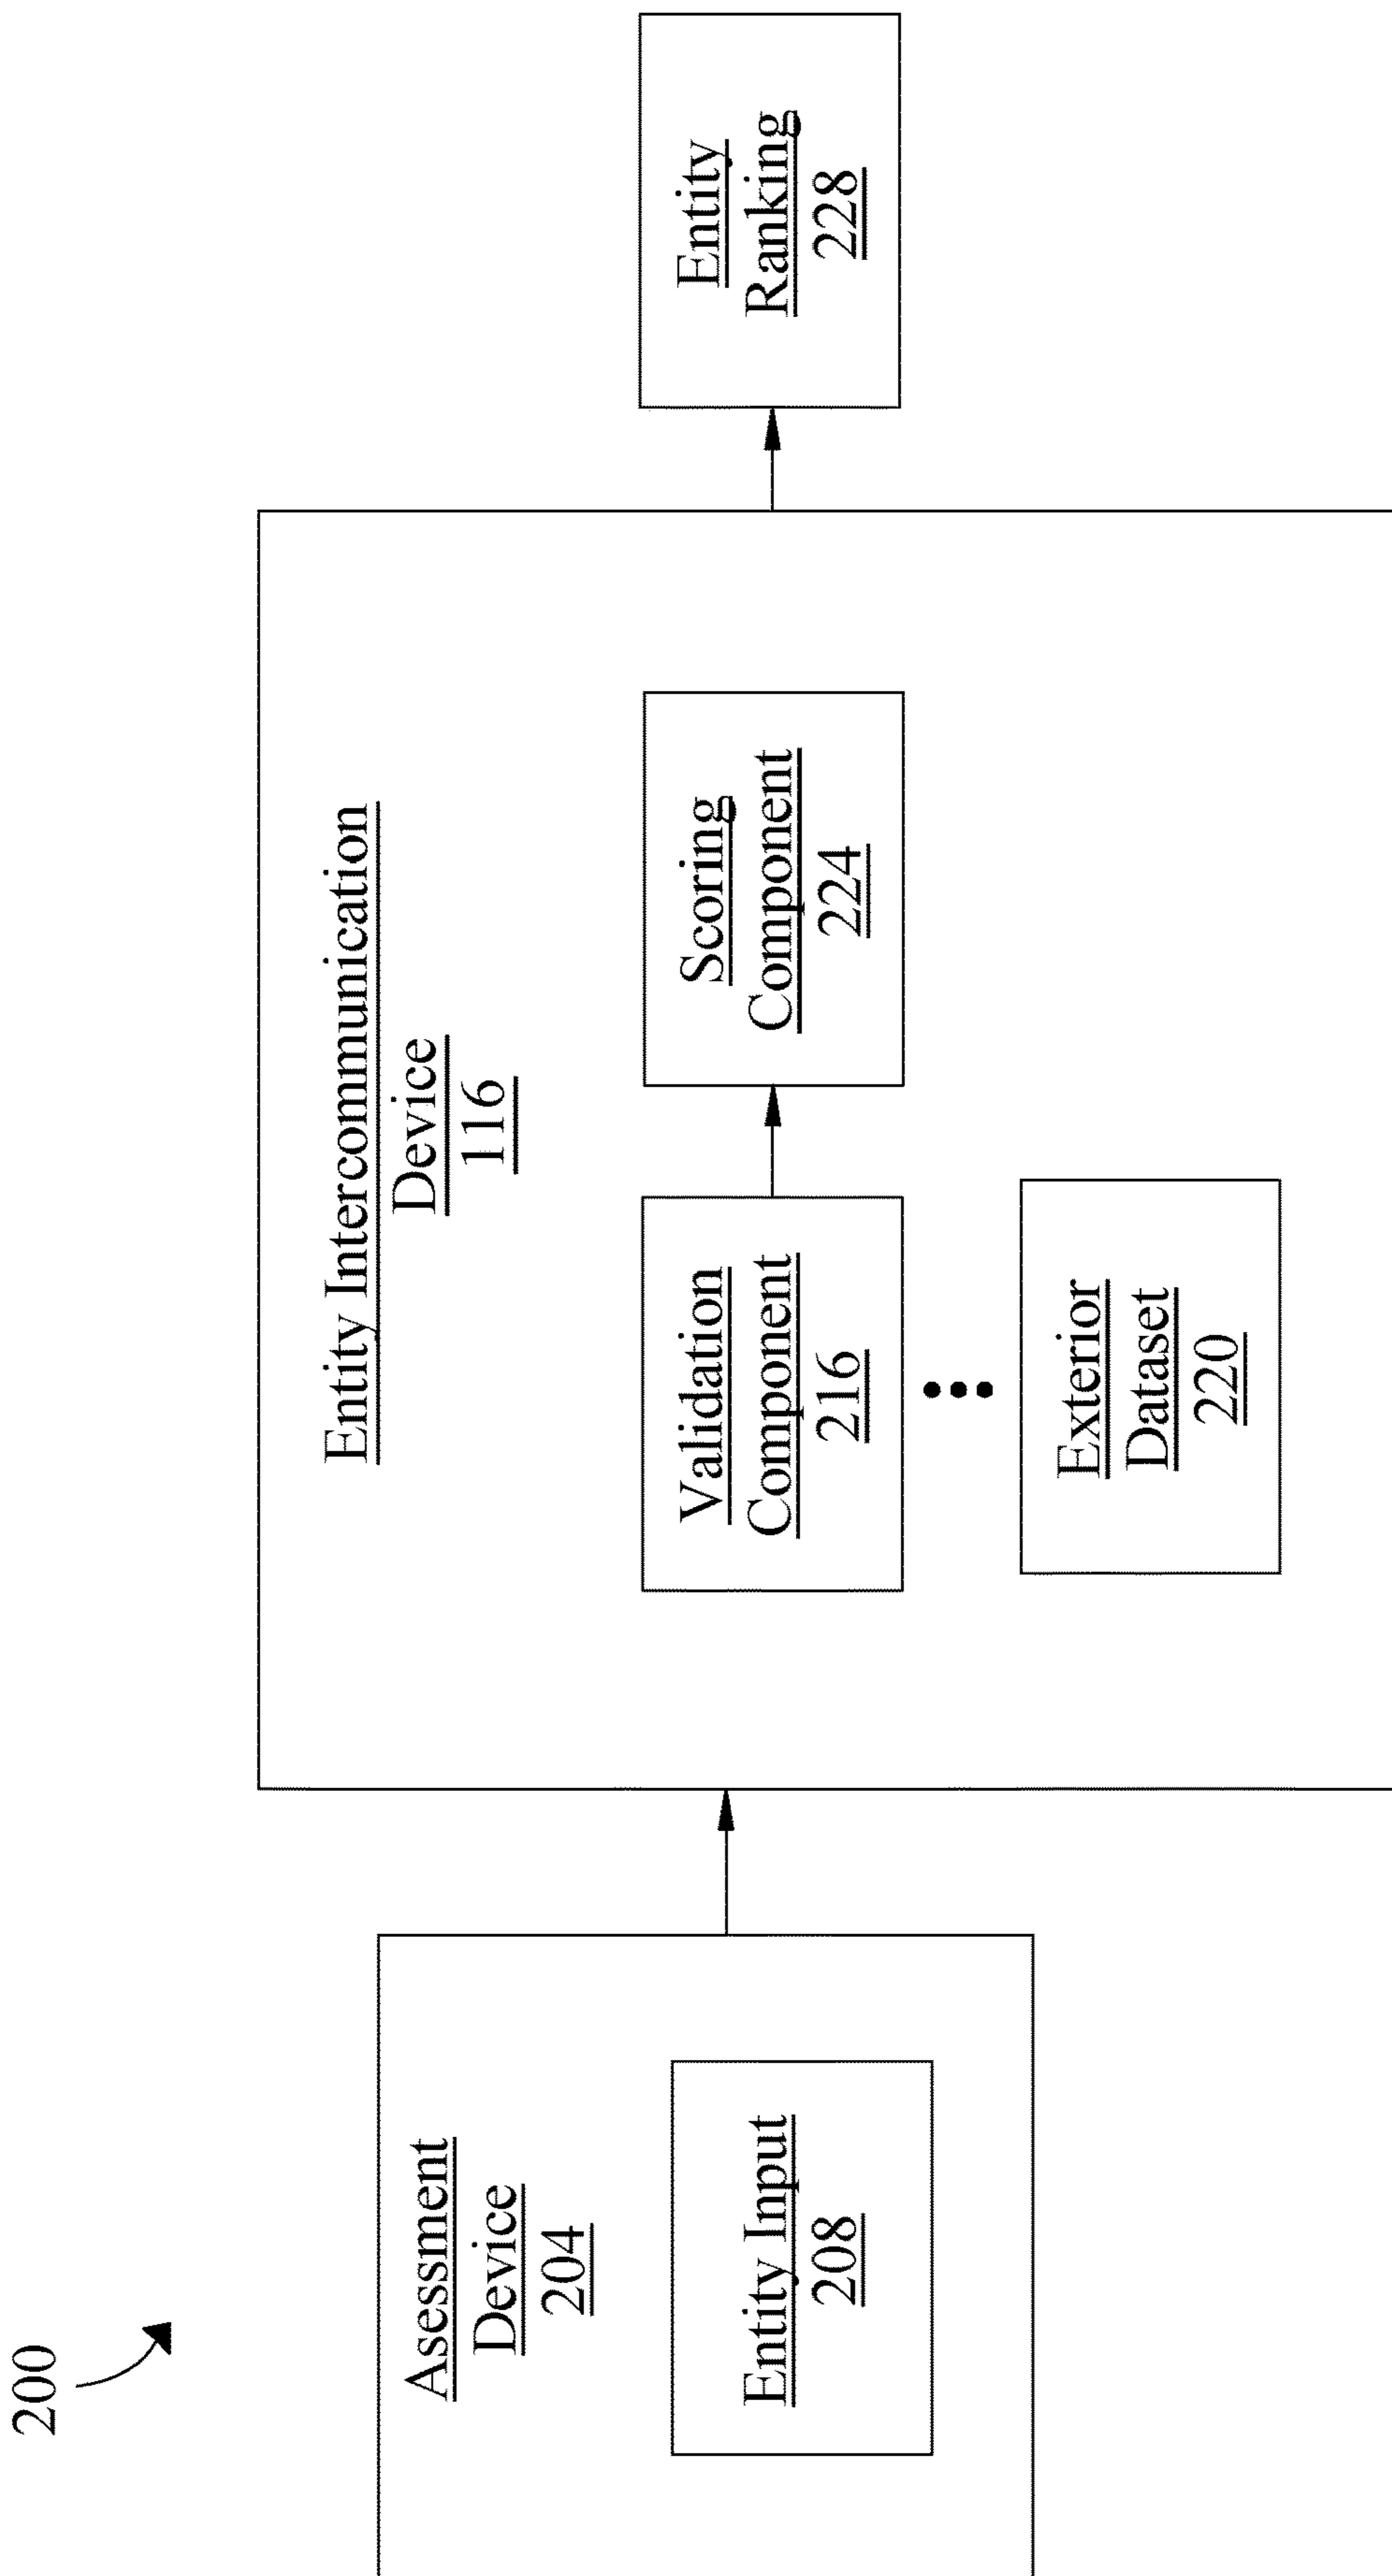 200
Asessment
Device
204
Entity Input
208
Entity Intercommunication
Device
116
Validation
Component
216
Exterior
Dataset
220
Scoring
Component
224
Entity
Ranking
228